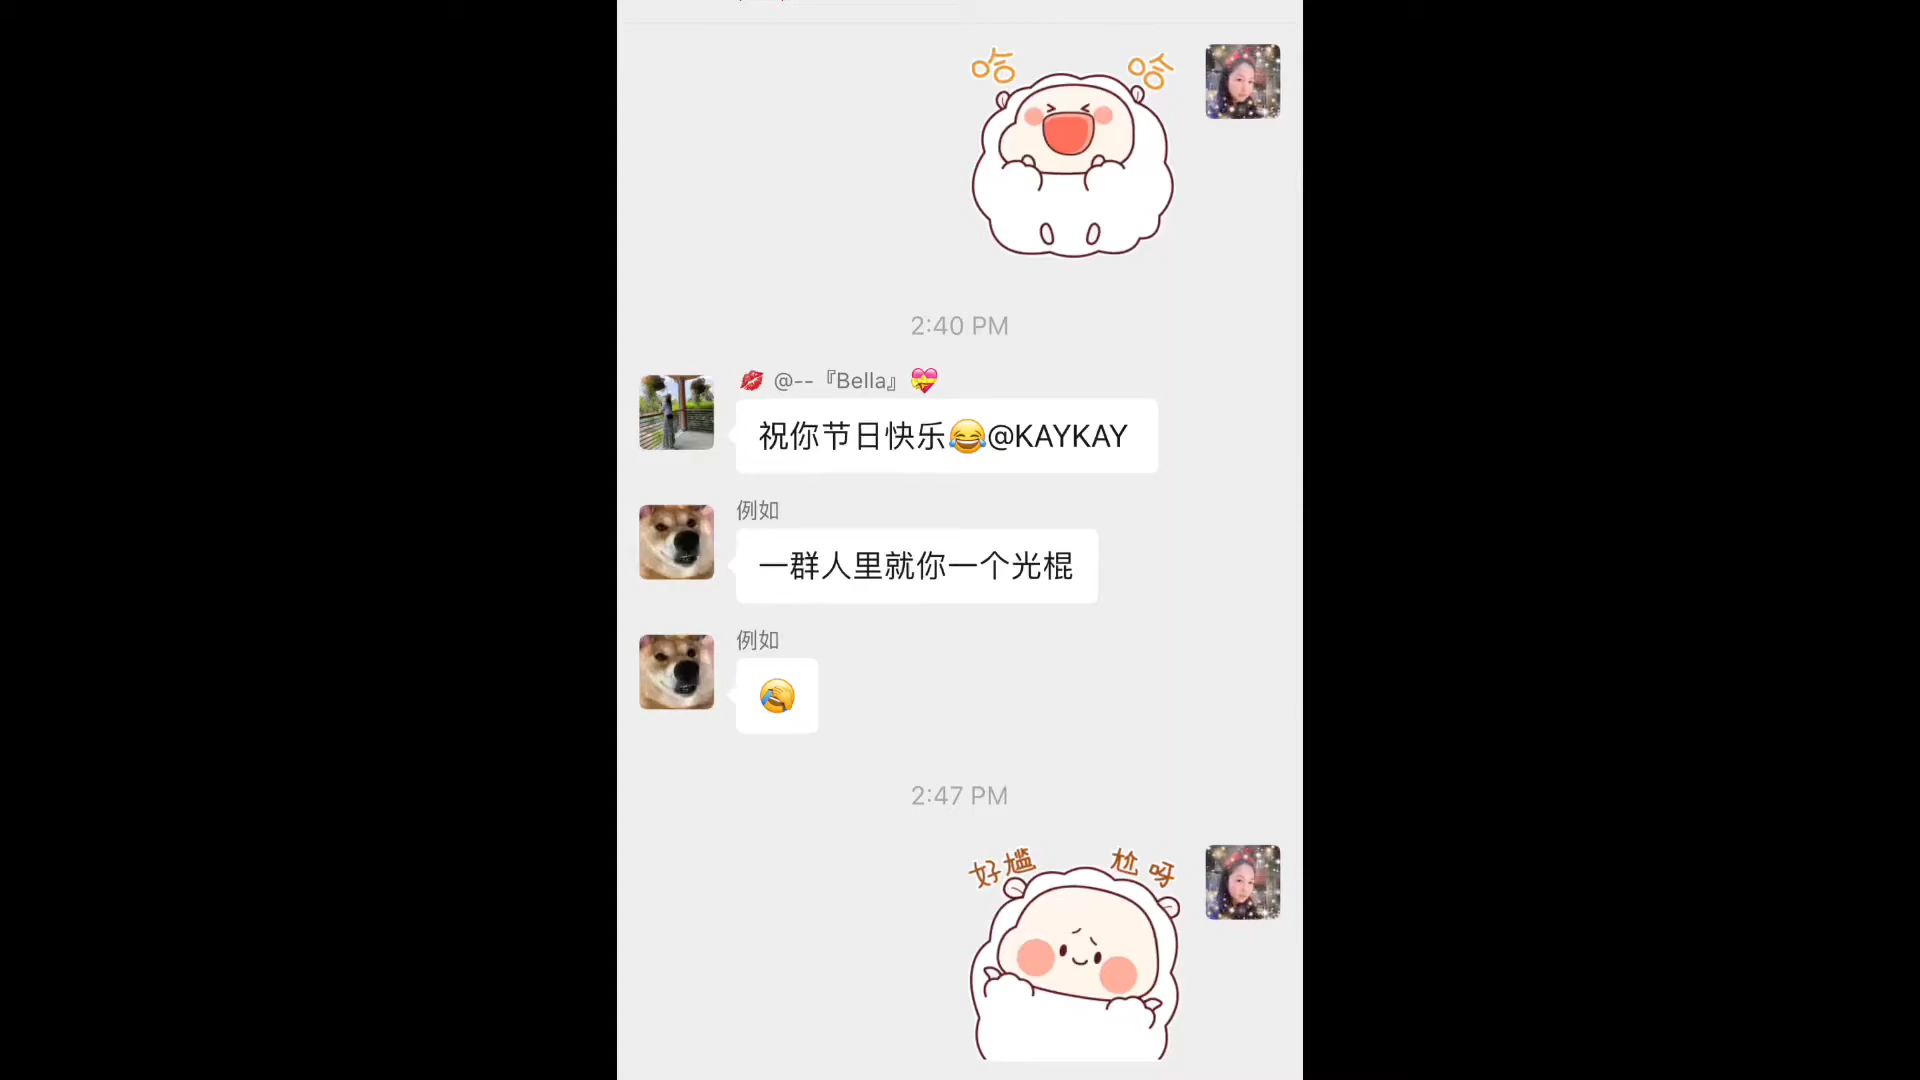 哈 哈
2:40 PM
💋 @--『Bella』💝
祝你节日快乐😂@KAYKAY
例如
一群人里就你一个光棍
例如
2:47 PM
好尴 尬呀